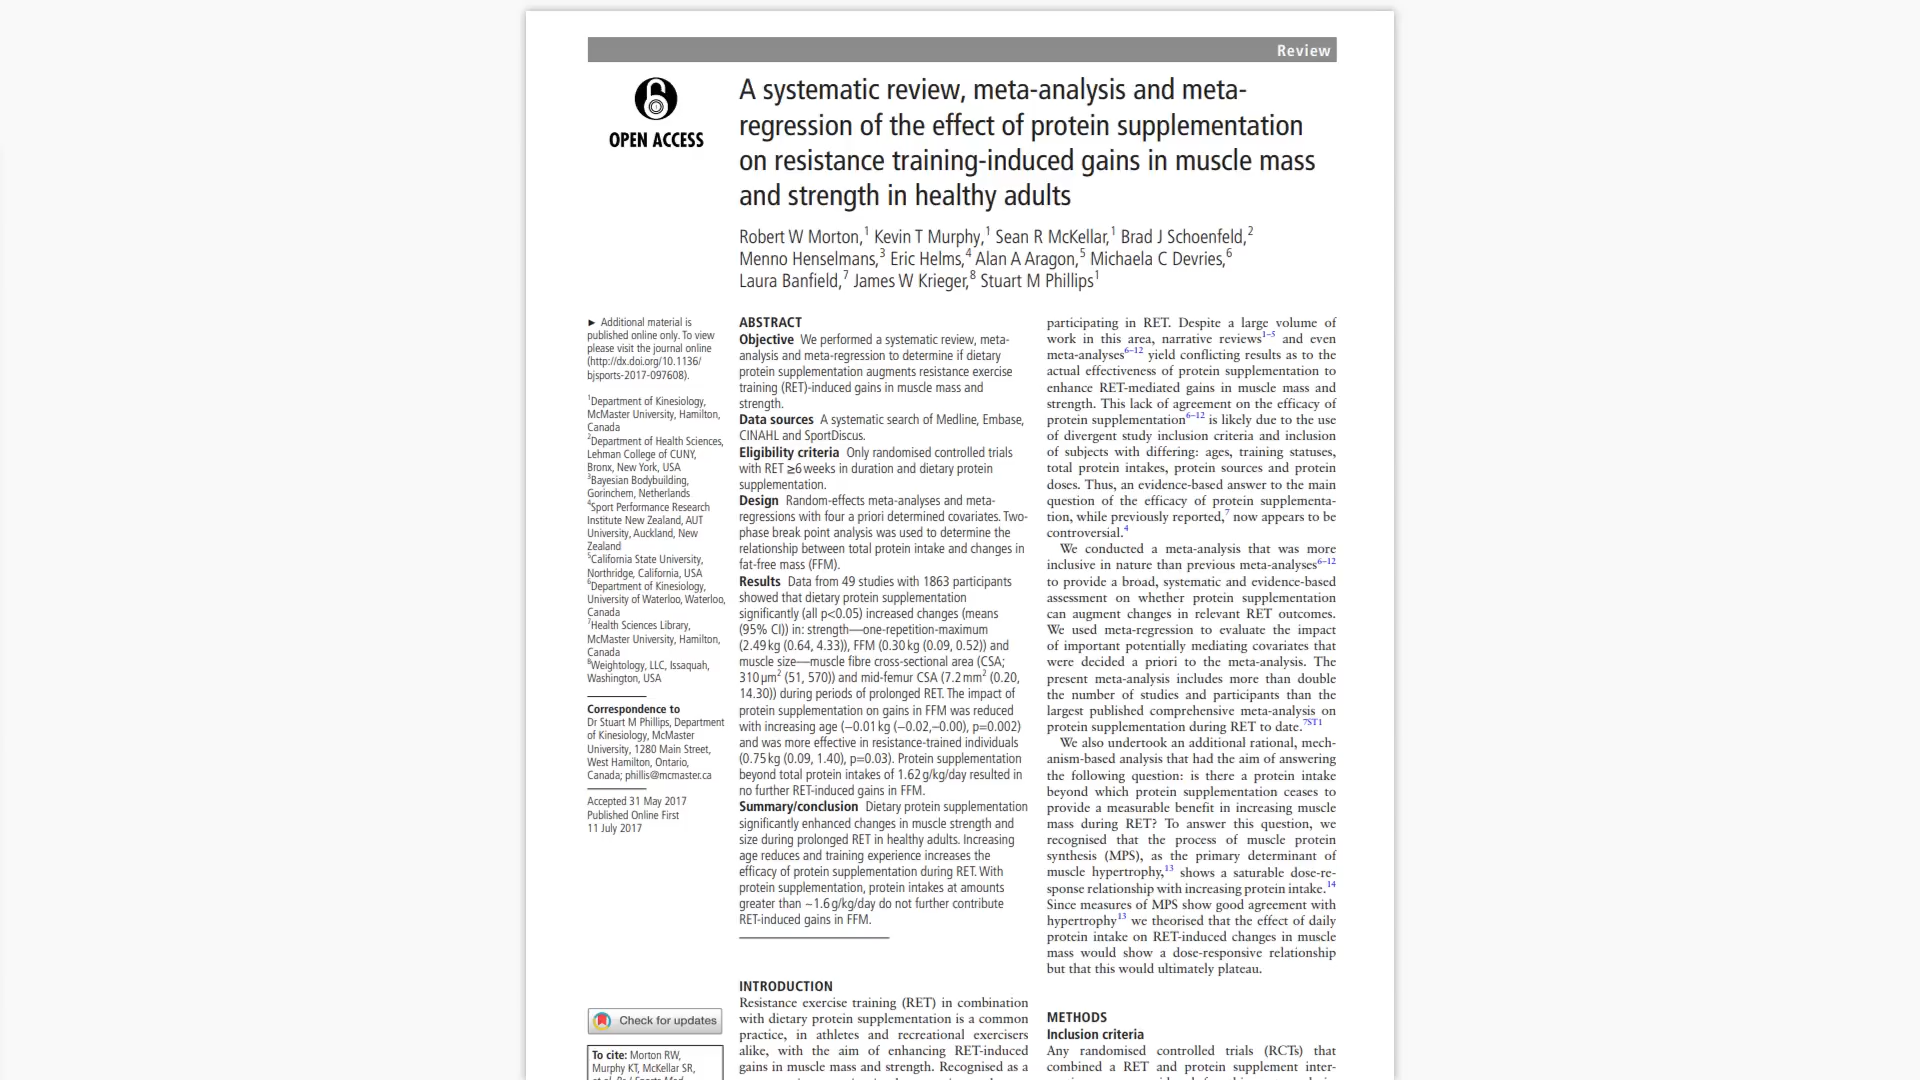 Review
OPEN ACCESS
A systematic review, meta-analysis and meta-
regression of the effect of protein supplementation
on resistance training-induced gains in muscle mass
and strength in healthy adults
Robert W Morton,1 Kevin T Murphy,1 Sean R McKellar,1 Brad J Schoenfeld,2
Menno Henselmans,3 Eric Helms,4 Alan A Aragon,5 Michaela C Devries,6
Laura Banfield,7 James W Krieger,8 Stuart M Phillips1
► Additional material is
published online only. To view
please visit the journal online
(http://dx.doi.org/10.1136/
bjsports-2017-097608).
1Department of Kinesiology,
McMaster University, Hamilton,
Canada
2Department of Health Sciences,
Lehman College of CUNY,
Bronx, New York, USA
3Bayesian Bodybuilding,
Gorinchem, Netherlands
4Sport Performance Research
Institute New Zealand, AUT
University, Auckland, New
Zealand
5California State University,
Northridge, California, USA
6Department of Kinesiology,
University of Waterloo, Waterloo,
Canada
7Health Sciences Library,
McMaster University, Hamilton,
Canada
8Weightology, LLC, Issaquah,
Washington, USA
Correspondence to
Dr Stuart M Phillips, Department
of Kinesiology, McMaster
University, 1280 Main Street,
West Hamilton, Ontario,
Canada; phillis@mcmaster.ca
Accepted 31 May 2017
Published Online First
11 July 2017
Check for updates
To cite: Morton RW,
Murphy KT, McKellar SR,
et al. Br J Sports Med
ABSTRACT
Objective We performed a systematic review, meta-
analysis and meta-regression to determine if dietary
protein supplementation augments resistance exercise
training (RET)-induced gains in muscle mass and
strength.
Data sources A systematic search of Medline, Embase,
CINAHL and SportDiscus.
Eligibility criteria Only randomised controlled trials
with RET ≥6 weeks in duration and dietary protein
supplementation.
Design Random-effects meta-analyses and meta-
regressions with four a priori determined covariates. Two-
phase break point analysis was used to determine the
relationship between total protein intake and changes in
fat-free mass (FFM).
Results Data from 49 studies with 1863 participants
showed that dietary protein supplementation
significantly (all p<0.05) increased changes (means
(95% CI)) in: strength—one-repetition-maximum
(2.49 kg (0.64, 4.33)), FFM (0.30 kg (0.09, 0.52)) and
muscle size—muscle fibre cross-sectional area (CSA;
310 µm2 (51, 570)) and mid-femur CSA (7.2 mm2 (0.20,
14.30)) during periods of prolonged RET. The impact of
protein supplementation on gains in FFM was reduced
with increasing age (−0.01 kg (−0.02,–0.00), p=0.002)
and was more effective in resistance-trained individuals
(0.75 kg (0.09, 1.40), p=0.03). Protein supplementation
beyond total protein intakes of 1.62 g/kg/day resulted in
no further RET-induced gains in FFM.
Summary/conclusion Dietary protein supplementation
significantly enhanced changes in muscle strength and
size during prolonged RET in healthy adults. Increasing
age reduces and training experience increases the
efficacy of protein supplementation during RET. With
protein supplementation, protein intakes at amounts
greater than ~1.6 g/kg/day do not further contribute
RET-induced gains in FFM.
INTRODUCTION
Resistance exercise training (RET) in combination
with dietary protein supplementation is a common
practice, in athletes and recreational exercisers
alike, with the aim of enhancing RET-induced
gains in muscle mass and strength. Recognised as a
participating in RET. Despite a large volume of
work in this area, narrative reviews1–5 and even
meta-analyses6–12 yield conflicting results as to the
actual effectiveness of protein supplementation to
enhance RET-mediated gains in muscle mass and
strength. This lack of agreement on the efficacy of
protein supplementation6–12 is likely due to the use
of divergent study inclusion criteria and inclusion
of subjects with differing: ages, training statuses,
total protein intakes, protein sources and protein
doses. Thus, an evidence-based answer to the main
question of the efficacy of protein supplementa-
tion, while previously reported,7 now appears to be
controversial.4
We conducted a meta-analysis that was more
inclusive in nature than previous meta-analyses6–12
to provide a broad, systematic and evidence-based
assessment on whether protein supplementation
can augment changes in relevant RET outcomes.
We used meta-regression to evaluate the impact
of important potentially mediating covariates that
were decided a priori to the meta-analysis. The
present meta-analysis includes more than double
the number of studies and participants than the
largest published comprehensive meta-analysis on
protein supplementation during RET to date.7ST1
We also undertook an additional rational, mech-
anism-based analysis that had the aim of answering
the following question: is there a protein intake
beyond which protein supplementation ceases to
provide a measurable benefit in increasing muscle
mass during RET? To answer this question, we
recognised that the process of muscle protein
synthesis (MPS), as the primary determinant of
muscle hypertrophy,13 shows a saturable dose-re-
sponse relationship with increasing protein intake.14
Since measures of MPS show good agreement with
hypertrophy13 we theorised that the effect of daily
protein intake on RET-induced changes in muscle
mass would show a dose-responsive relationship
but that this would ultimately plateau.
METHODS
Inclusion criteria
Any randomised controlled trials (RCTs) that
combined a RET and protein supplement inter-